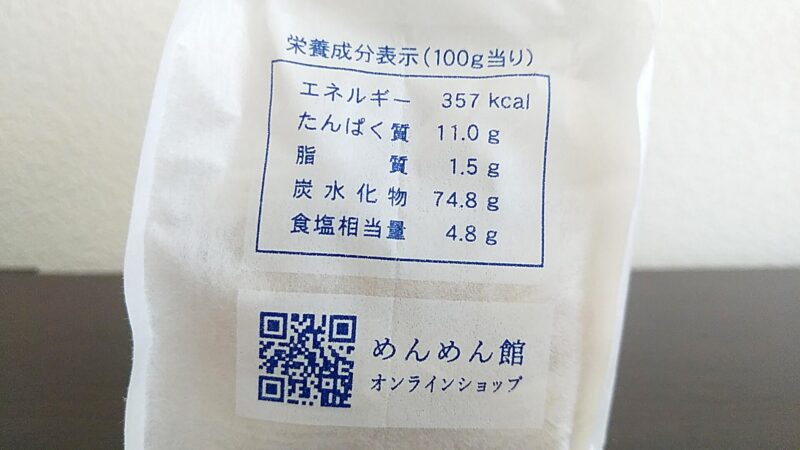 栄養成分表示(100g当り)
エネルギー 357 kcal
たんぱく質 11.0 g
脂質 1.5 g
炭水化物 74.8 g
食塩相当量 4.8 g
めんめん館
オンラインショップ